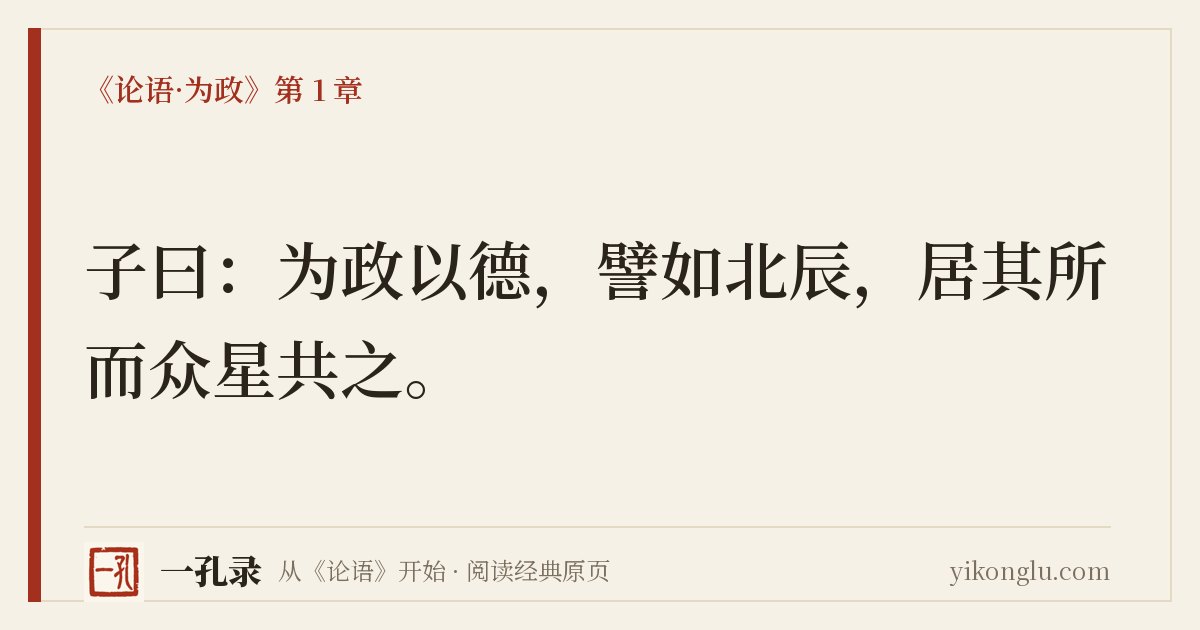 《论语·为政》第 1 章
子曰：为政以德，譬如北辰，居其所
而众星共之。
一孔
一孔录 从《论语》开始 · 阅读经典原页 yikonglu.com